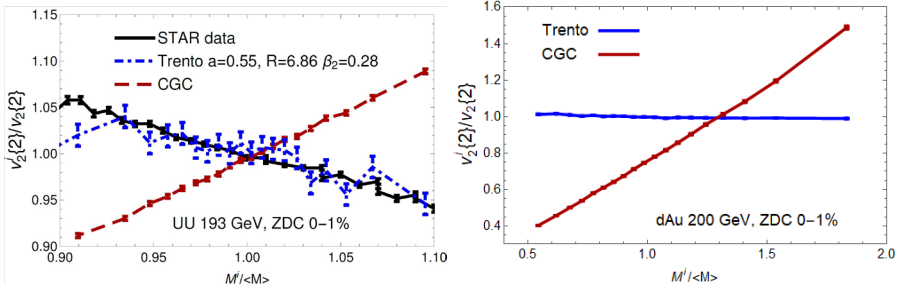 v₂ʲ{2}/v₂{2}
1.15
1.10
1.05
1.00
0.95
0.90
STAR data
Trento a=0.55, R=6.86 β₂=0.28
CGC
UU 193 GeV, ZDC 0-1%
0.90 0.95 1.00 1.05 1.10
Mⁱ/<M>
v₂ʲ{2}/v₂{2}
1.6
1.4
1.2
1.0
0.8
0.6
0.4
Trento
CGC
dAu 200 GeV, ZDC 0-1%
0.5 1.0 1.5 2.0
Mⁱ/<M>